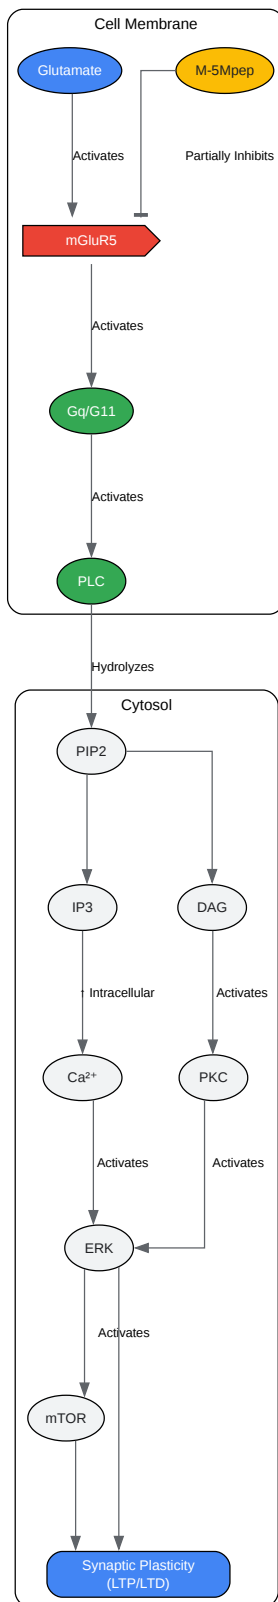 Cell Membrane
Glutamate
M-5Mpep
Activates
Partially Inhibits
mGluR5
Activates
Gq/G11
Activates
PLC
Hydrolyzes
Cytosol
PIP2
IP3
DAG
↑ Intracellular
Activates
Ca²⁺
PKC
Activates
Activates
ERK
Activates
mTOR
Synaptic Plasticity
(LTP/LTD)